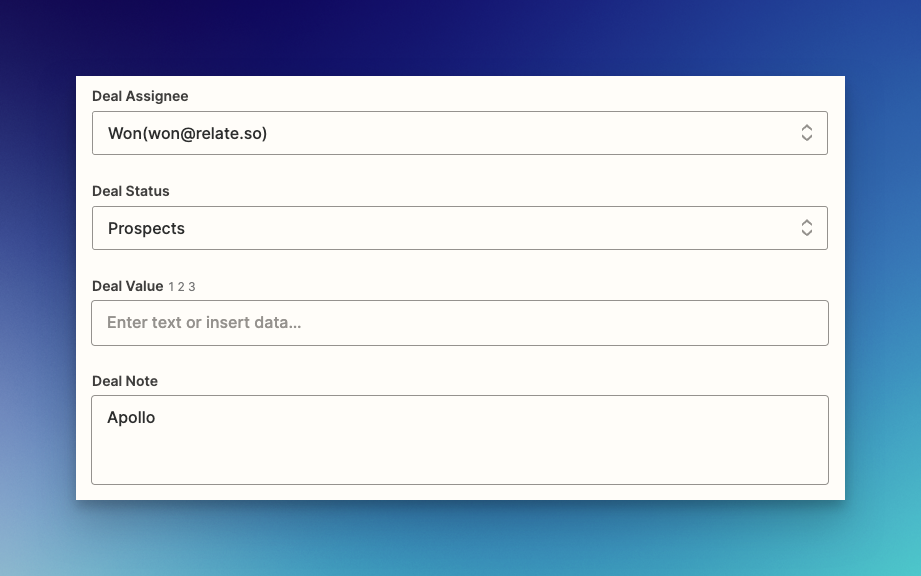 Deal Assignee
Won(won@relate.so)
Deal Status
Prospects
Deal Value 1 2 3
Enter text or insert data...
Deal Note
Apollo